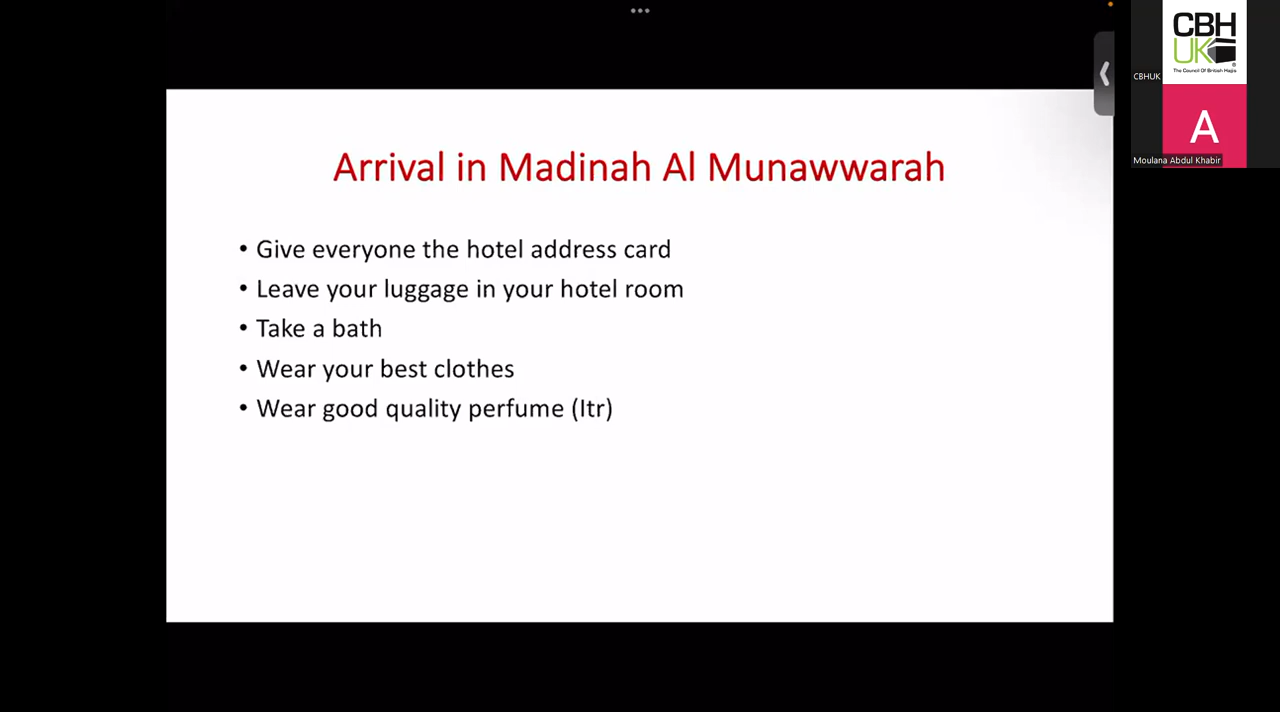 Arrival in Madinah Al Munawwarah
• Give everyone the hotel address card
• Leave your luggage in your hotel room
• Take a bath
• Wear your best clothes
• Wear good quality perfume (Itr)
CBH
UK
The Council Of British Hajis
CBHUK
A
Moulana Abdul Khabir